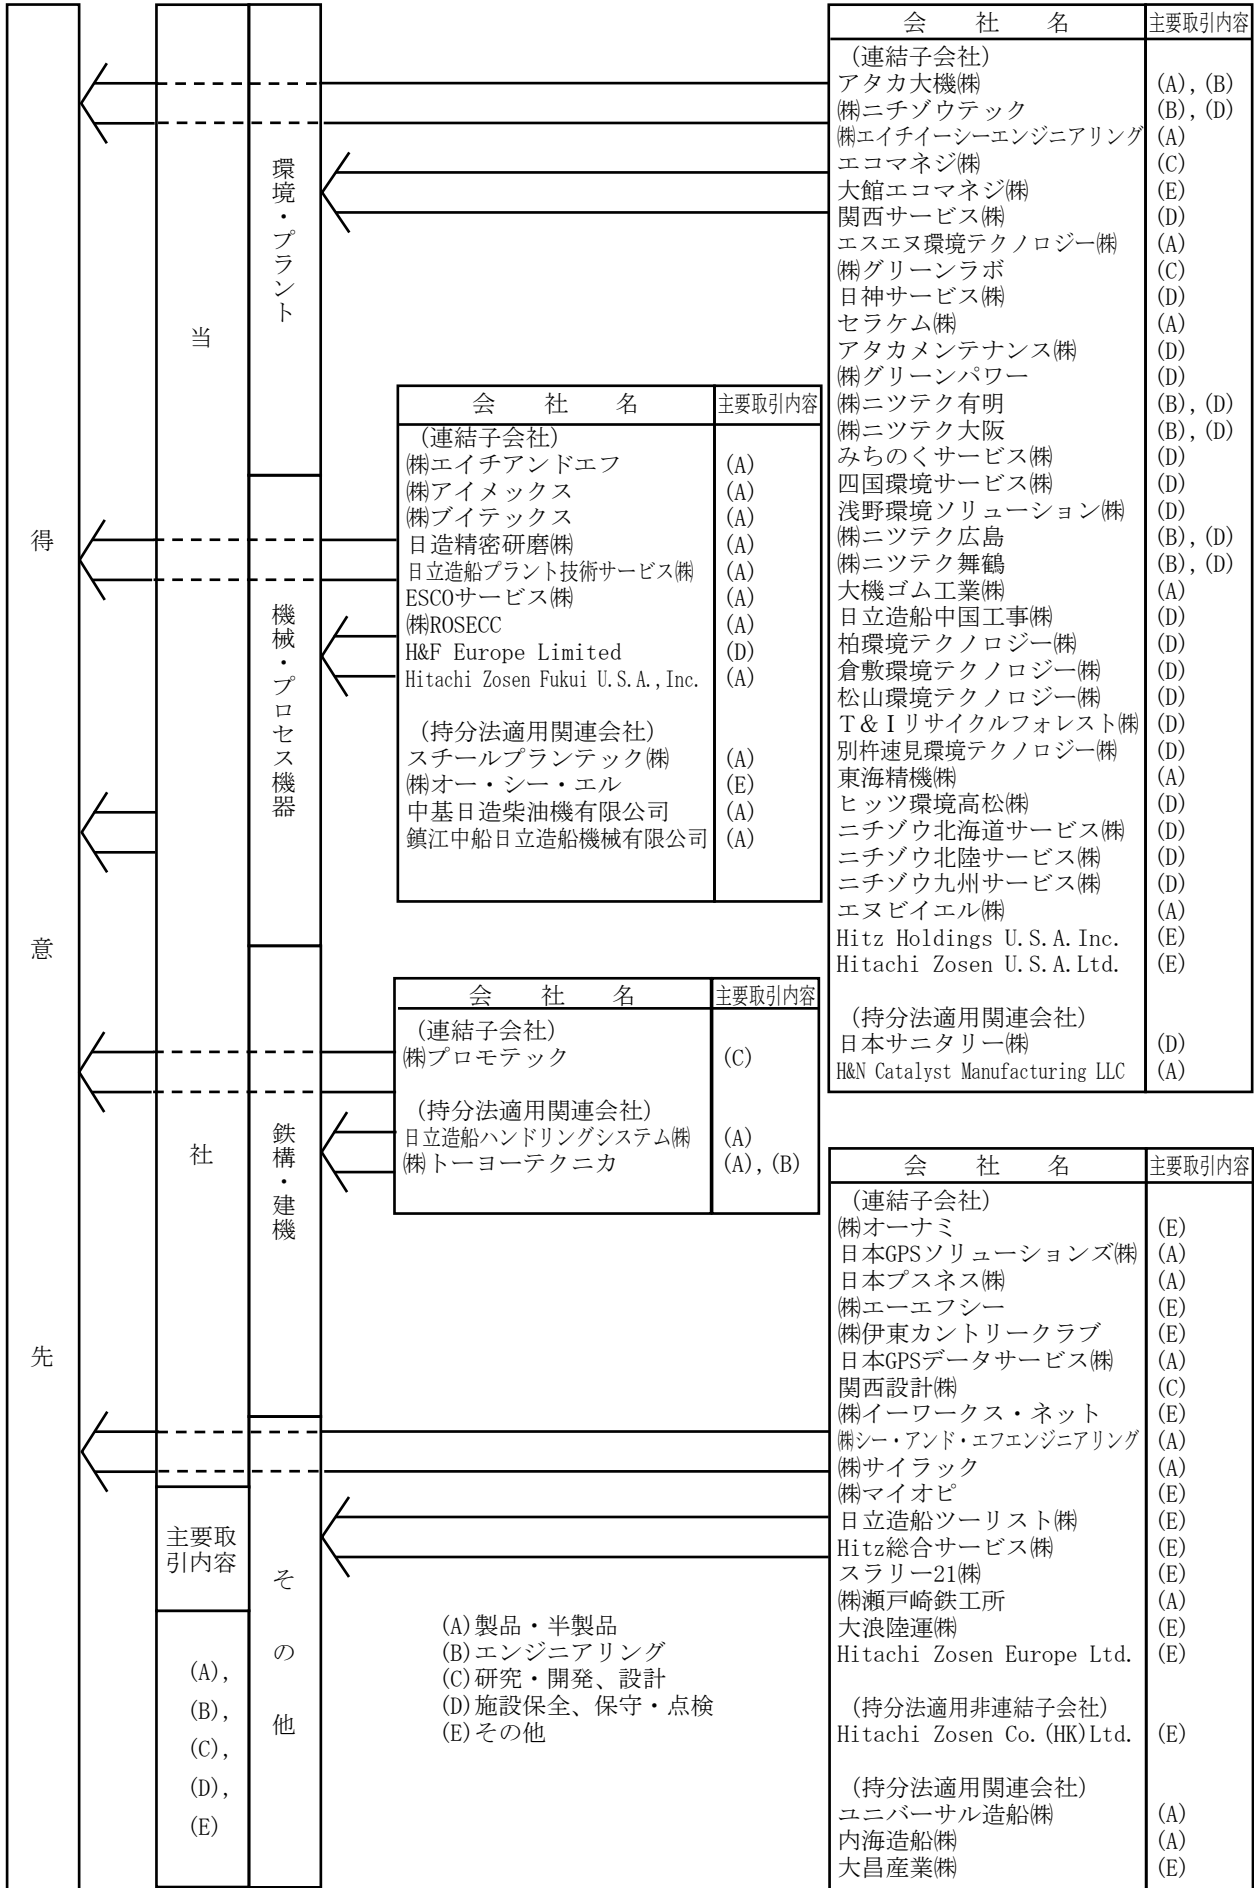 得意先
当社
主要取
引内容
(A),
(B),
(C),
(D),
(E)
環境・プラント
機械・プロセス機器
鉄構・建機
その他
会 社 名 主要取引内容
(連結子会社)
アタカ大機㈱ (A),(B)
㈱ニチゾウテック (B),(D)
㈱エイチイーシーエンジニアリング (A)
エコマネジ㈱ (C)
大館エコマネジ㈱ (E)
関西サービス㈱ (D)
エスエヌ環境テクノロジー㈱ (A)
㈱グリーンラボ (C)
日神サービス㈱ (D)
セラケム㈱ (A)
アタカメンテナンス㈱ (D)
㈱グリーンパワー (D)
㈱ニツテク有明 (B),(D)
㈱ニツテク大阪 (B),(D)
みちのくサービス㈱ (D)
四国環境サービス㈱ (D)
浅野環境ソリューション㈱ (D)
㈱ニツテク広島 (B),(D)
㈱ニツテク舞鶴 (B),(D)
大機ゴム工業㈱ (A)
日立造船中国工事㈱ (D)
柏環境テクノロジー㈱ (D)
倉敷環境テクノロジー㈱ (D)
松山環境テクノロジー㈱ (D)
T&Iリサイクルフォレスト㈱ (D)
別杵速見環境テクノロジー㈱ (D)
東海精機㈱ (A)
ヒッツ環境高松㈱ (D)
ニチゾウ北海道サービス㈱ (D)
ニチゾウ北陸サービス㈱ (D)
ニチゾウ九州サービス㈱ (D)
エヌビイエル㈱ (A)
Hitz Holdings U.S.A.Inc. (E)
Hitachi Zosen U.S.A.Ltd. (E)
(持分法適用関連会社)
日本サニタリー㈱ (D)
H&N Catalyst Manufacturing LLC (A)
会 社 名 主要取引内容
(連結子会社)
㈱エイチアンドエフ (A)
㈱アイメックス (A)
㈱ブイテックス (A)
日造精密研磨㈱ (A)
日立造船プラント技術サービス㈱ (A)
ESCOサービス㈱ (A)
㈱ROSECC (A)
H&F Europe Limited (D)
Hitachi Zosen Fukui U.S.A.,Inc. (A)
(持分法適用関連会社)
スチールプランテック㈱ (A)
㈱オー・シー・エル (E)
中基日造柴油機有限公司 (A)
鎮江中船日立造船機械有限公司 (A)
会 社 名 主要取引内容
(連結子会社)
㈱プロモテック (C)
(持分法適用関連会社)
日立造船ハンドリングシステム㈱ (A)
㈱トーヨーテクニカ (A),(B)
会 社 名 主要取引内容
(連結子会社)
㈱オーナミ (E)
日本GPSソリューションズ㈱ (A)
日本プスネス㈱ (A)
㈱エーエフシー (E)
㈱伊東カントリークラブ (E)
日本GPSデータサービス㈱ (A)
関西設計㈱ (C)
㈱イーワークス・ネット (E)
㈱シー・アンド・エフエンジニアリング (A)
㈱サイラック (A)
㈱マイオピ (E)
日立造船ツーリスト㈱ (E)
Hitz総合サービス㈱ (E)
スラリー21㈱ (E)
㈱瀬戸崎鉄工所 (A)
大浪陸運㈱ (E)
Hitachi Zosen Europe Ltd. (E)
(持分法適用非連結子会社)
Hitachi Zosen Co.(HK)Ltd. (E)
(持分法適用関連会社)
ユニバーサル造船㈱ (A)
内海造船㈱ (A)
大昌産業㈱ (E)
(A)製品・半製品
(B)エンジニアリング
(C)研究・開発、設計
(D)施設保全、保守・点検
(E)その他